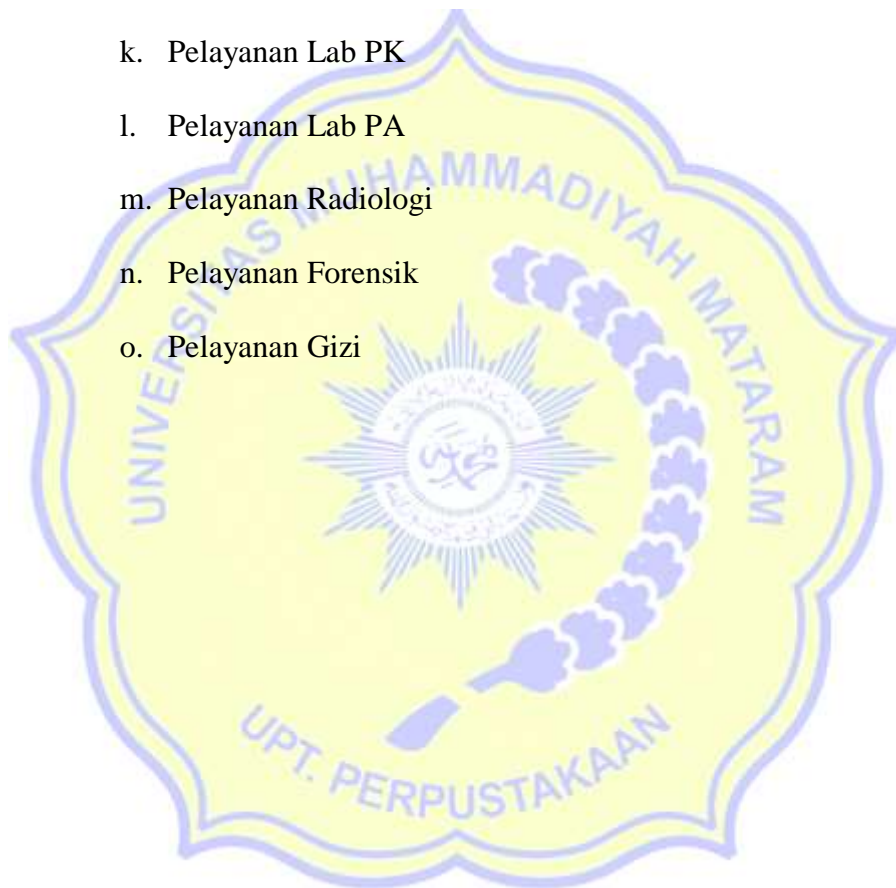 k. Pelayanan Lab PK
l. Pelayanan Lab PA
m. Pelayanan Radiologi
n. Pelayanan Forensik
o. Pelayanan Gizi
UNIVERSITAS MUHAMMADIYAH MATARAM
UPT. PERPUSTAKAAN